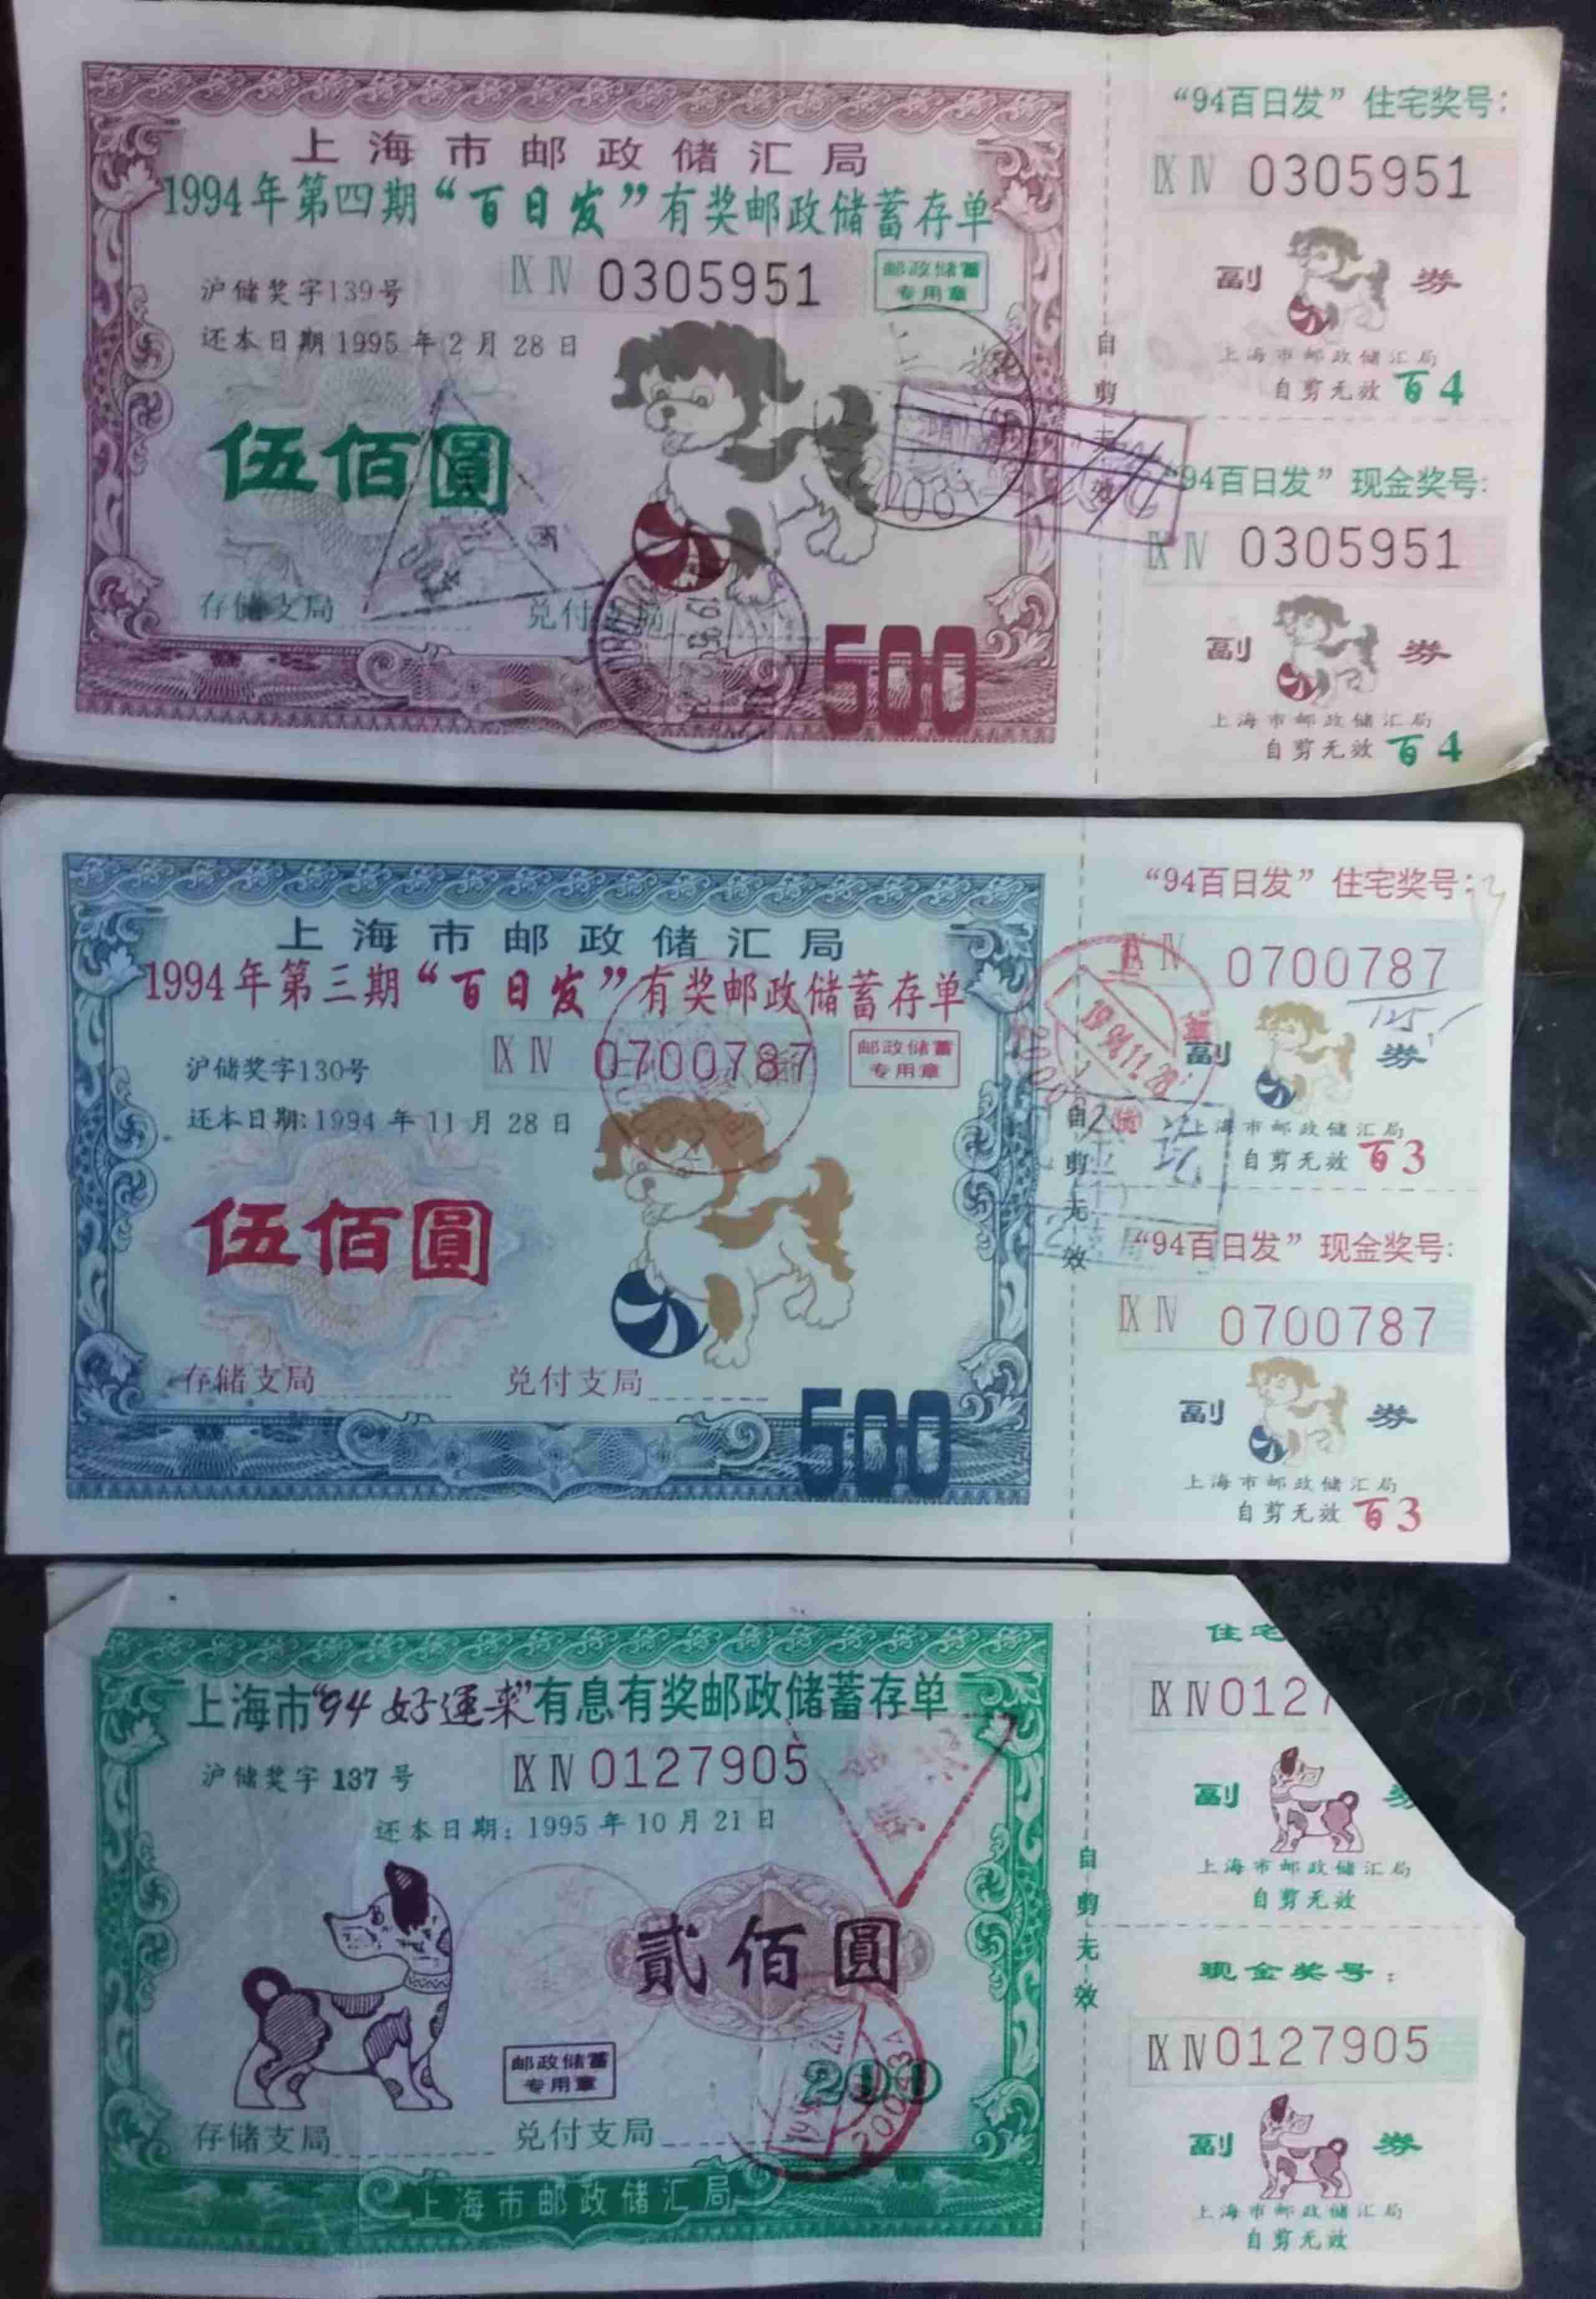 上海市邮政储汇局
1994年第四期“百日发”有奖邮政储蓄存单
沪储奖字139号
ⅨⅣ 0305951
邮政储蓄
专用章
还本日期1995年2月28日
伍佰圆
存储支局
兑付支局
500
自剪无效
“94百日发”住宅奖号:
ⅨⅣ 0305951
副券
上海市邮政储汇局
自剪无效 百4
“94百日发”现金奖号:
ⅨⅣ 0305951
副券
上海市邮政储汇局
自剪无效 百4
上海市邮政储汇局
1994年第三期“百日发”有奖邮政储蓄存单
沪储奖字130号
ⅨⅣ 0700787
邮政储蓄
专用章
还本日期:1994年11月28日
伍佰圆
存储支局
兑付支局
500
自剪无效
1994.11.28
“94百日发”住宅奖号:
ⅨⅣ 0700787
副券
上海市邮政储汇局
自剪无效 百3
“94百日发”现金奖号:
ⅨⅣ 0700787
副券
上海市邮政储汇局
自剪无效 百3
上海市“94好運来”有息有奖邮政储蓄存单
沪储奖字 137 号
ⅨⅣ0127905
还本日期: 1995年10月21日
贰佰圆
邮政储蓄
专用章
200
存储支局
兑付支局
上海市邮政储汇局
自剪无效
住宅
ⅨⅣ0127
副
上海市邮政储汇局
自剪无效
现金奖号:
ⅨⅣ0127905
副券
上海市邮政储汇局
自剪无效